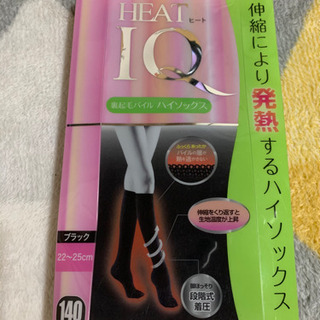 HEAT
ヒート
IQ
裏起毛パイル ハイソックス
伸縮により発熱するハイソックス
伸縮をくり返すと
生地温度が上昇
ブラック
22~25cm
段階式
着圧
140